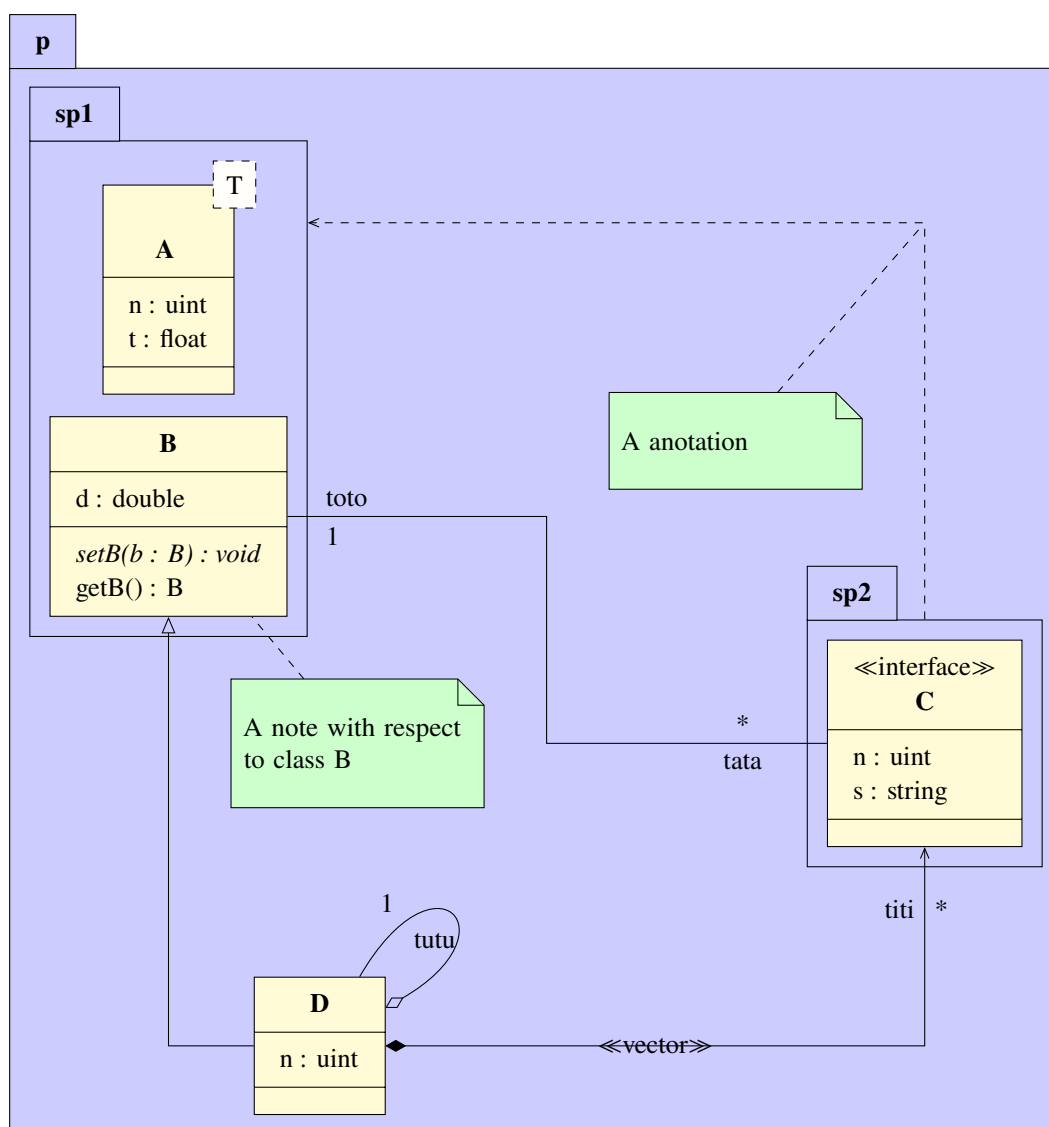 p
sp1
T
A
n : uint
t : float
B
d : double
setB(b : B) : void
getB() : B
toto
1
A anotation
sp2
≪interface≫
C
n : uint
s : string
*
tata
A note with respect
to class B
titi
*
1
tutu
D
n : uint
≪vector≫